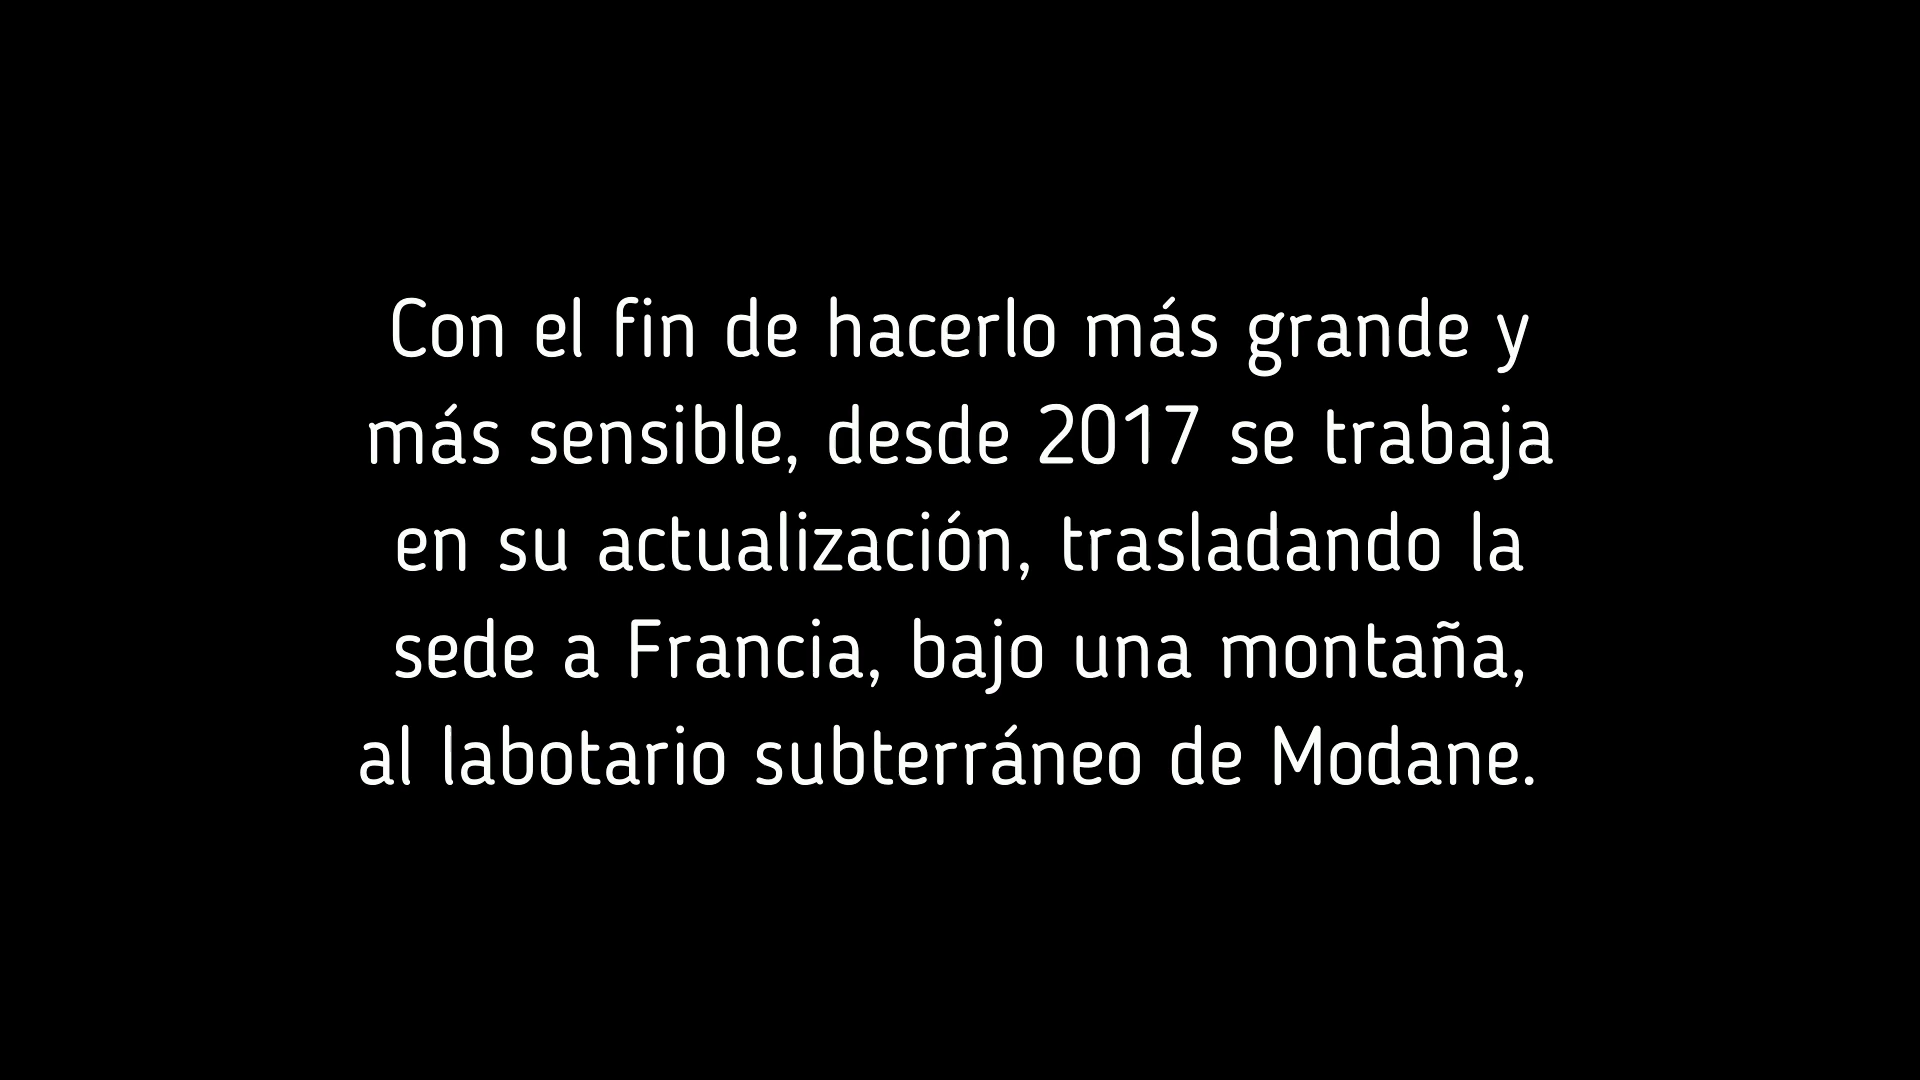 Con el fin de hacerlo más grande y
más sensible, desde 2017 se trabaja
en su actualización, trasladando la
sede a Francia, bajo una montaña,
al labotario subterráneo de Modane.